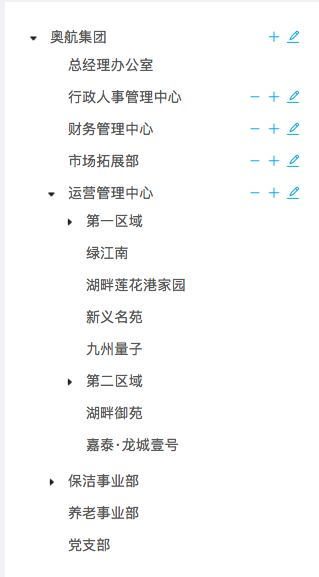 奥航集团
总经理办公室
行政人事管理中心
财务管理中心
市场拓展部
运营管理中心
第一区域
绿江南
湖畔莲花港家园
新义名苑
九州量子
第二区域
湖畔御苑
嘉泰·龙城壹号
保洁事业部
养老事业部
党支部